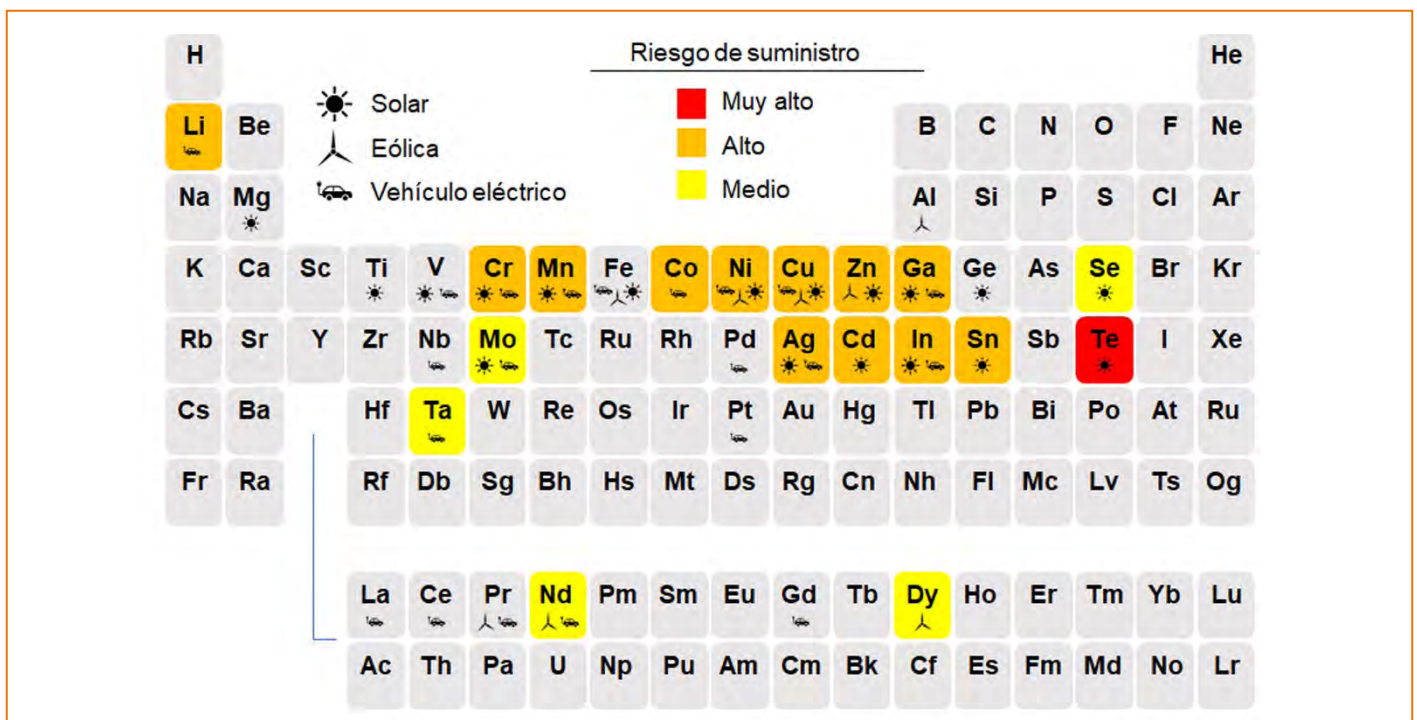 H He
Riesgo de suministro
Solar
Eólica
Vehículo eléctrico
Muy alto
Alto
Medio
Li Be B C N O F Ne
Na Mg Al Si P S Cl Ar
K Ca Sc Ti V Cr Mn Fe Co Ni Cu Zn Ga Ge As Se Br Kr
Rb Sr Y Zr Nb Mo Tc Ru Rh Pd Ag Cd In Sn Sb Te I Xe
Cs Ba Hf Ta W Re Os Ir Pt Au Hg Tl Pb Bi Po At Ru
Fr Ra Rf Db Sg Bh Hs Mt Ds Rg Cn Nh Fl Mc Lv Ts Og
La Ce Pr Nd Pm Sm Eu Gd Tb Dy Ho Er Tm Yb Lu
Ac Th Pa U Np Pu Am Cm Bk Cf Es Fm Md No Lr